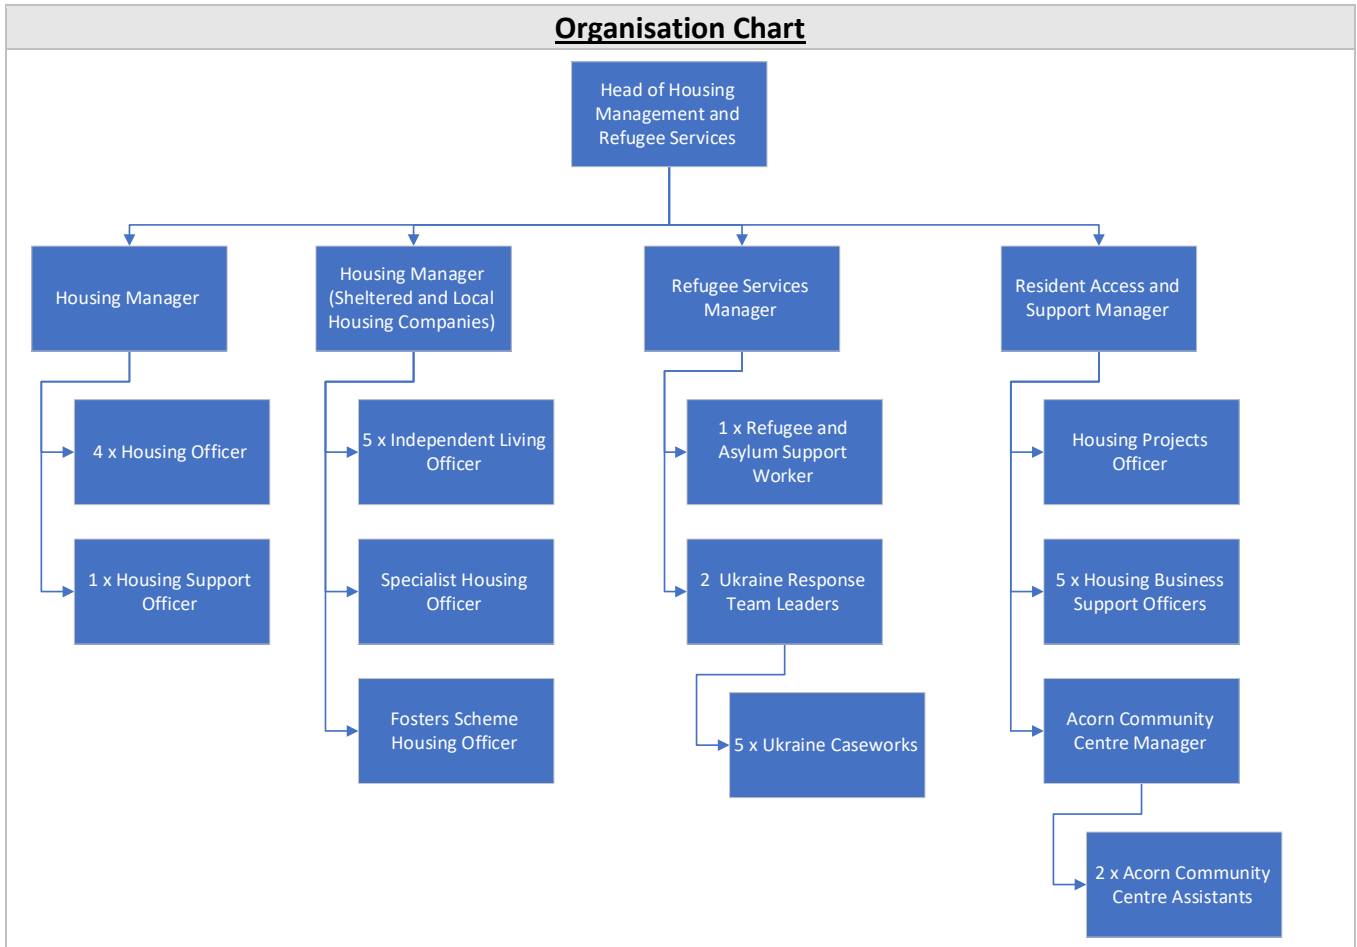 Organisation Chart
Head of Housing
Management and
Refugee Services
Housing Manager
Housing Manager
(Sheltered and Local
Housing Companies)
Refugee Services
Manager
Resident Access and
Support Manager
4 x Housing Officer
5 x Independent Living
Officer
1 x Refugee and
Asylum Support
Worker
Housing Projects
Officer
1 x Housing Support
Officer
Specialist Housing
Officer
2  Ukraine Response
Team Leaders
5 x Housing Business
Support Officers
Fosters Scheme
Housing Officer
5 x Ukraine Caseworks
Acorn Community
Centre Manager
2 x Acorn Community
Centre Assistants